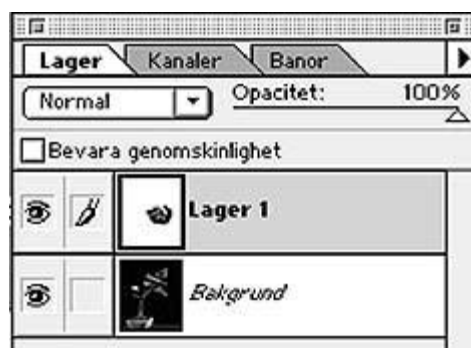 Lager Kanaler Banor
Normal Opacitet: 100%
Bevara genomskinlighet
Lager 1
Bakgrund